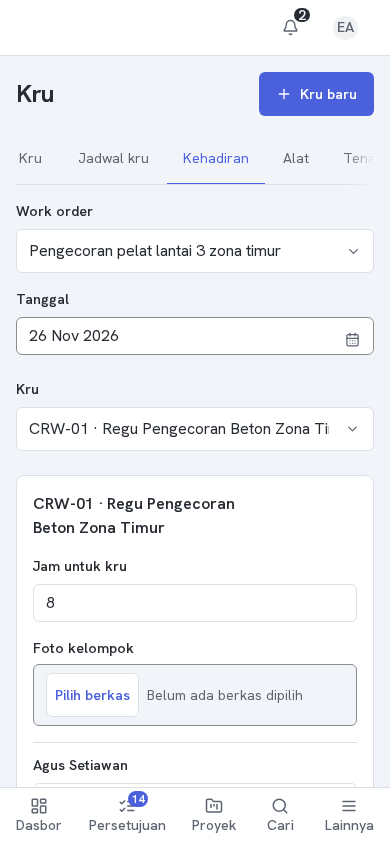 2
EA
Kru
Kru baru
Kru
Jadwal kru
Kehadiran
Alat
Work order
Pengecoran pelat lantai 3 zona timur
Tanggal
26 Nov 2026
Kru
CRW-01 · Regu Pengecoran Beton Zona
CRW-01 · Regu Pengecoran
Beton Zona Timur
Jam untuk kru
8
Foto kelompok
Pilih berkas
Belum ada berkas dipilih
Agus Setiawan
14
Dasbor
Persetujuan
Proyek
Cari
Lainnya